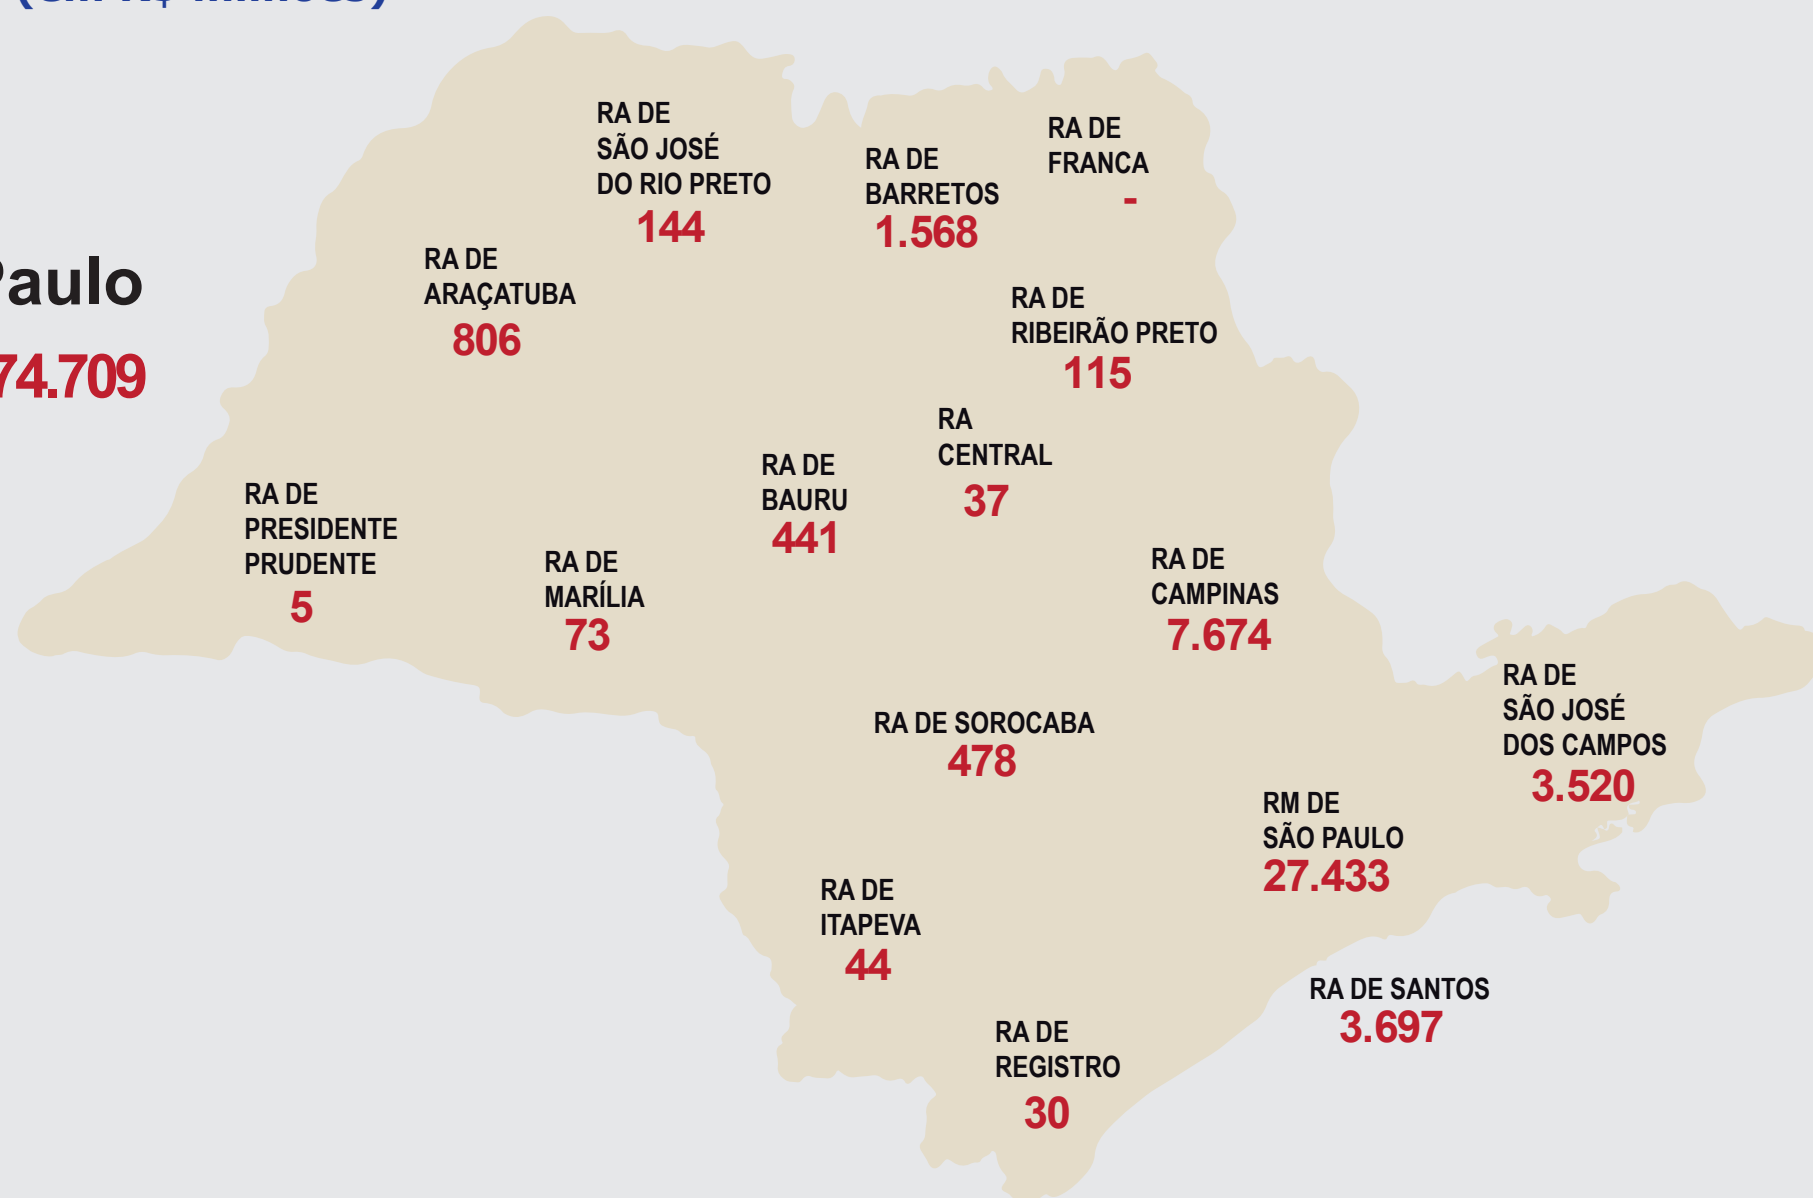 (em R$ milhões)
Paulo
74.709
RA DE
SÃO JOSÉ
DO RIO PRETO
144
RA DE
BARRETOS
1.568
RA DE
FRANCA
-
RA DE
ARAÇATUBA
806
RA DE
RIBEIRÃO PRETO
115
RA
CENTRAL
37
RA DE
BAURU
441
RA DE
PRESIDENTE
PRUDENTE
5
RA DE
MARÍLIA
73
RA DE
CAMPINAS
7.674
RA DE
SÃO JOSÉ
DOS CAMPOS
3.520
RA DE SOROCABA
478
RM DE
SÃO PAULO
27.433
RA DE
ITAPEVA
44
RA DE SANTOS
3.697
RA DE
REGISTRO
30